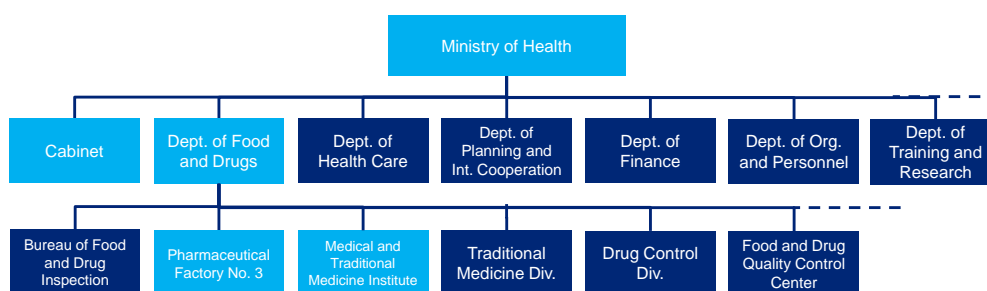 Ministry of Health
Cabinet
Dept. of Food
and Drugs
Dept. of
Health Care
Dept. of
Planning and
Int. Cooperation
Dept. of
Finance
Dept. of Org.
and Personnel
Dept. of
Training and
Research
Bureau of Food
and Drug
Inspection
Pharmaceutical
Factory No. 3
Medical and
Traditional
Medicine Institute
Traditional
Medicine Div.
Drug Control
Div.
Food and Drug
Quality Control
Center